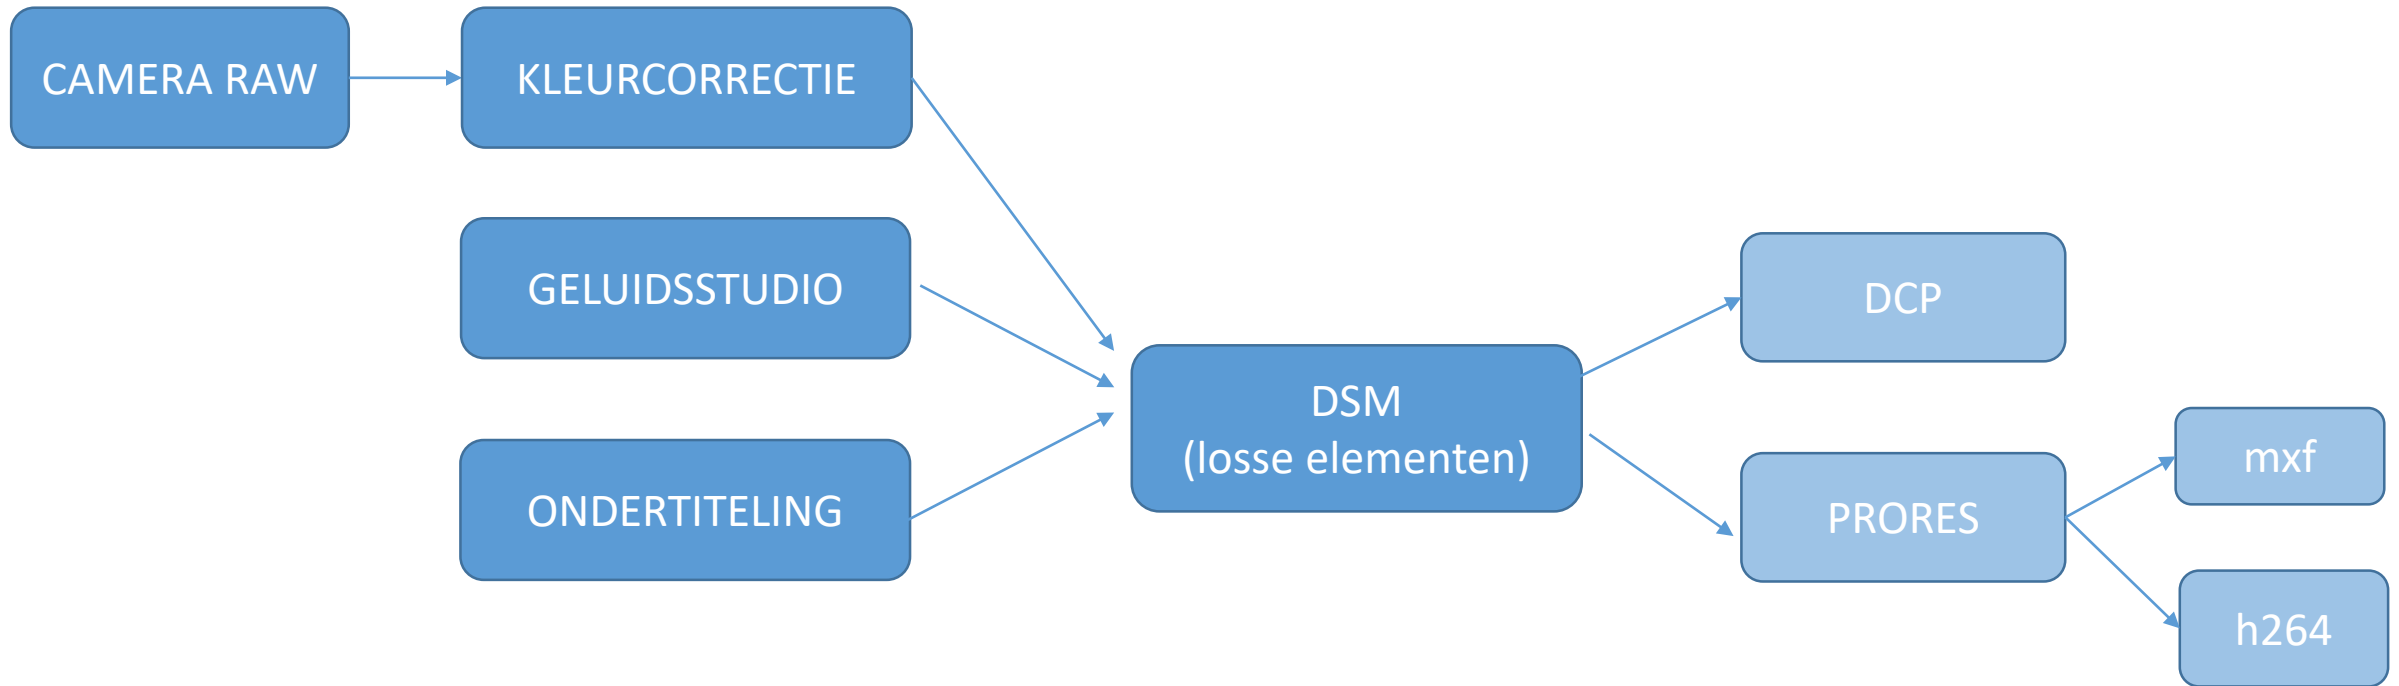 CAMERA RAW
KLEURCORRECTIE
GELUIDSSTUDIO
ONDERTITELING
DSM
(losse elementen)
DCP
PRORES
mxf
h264